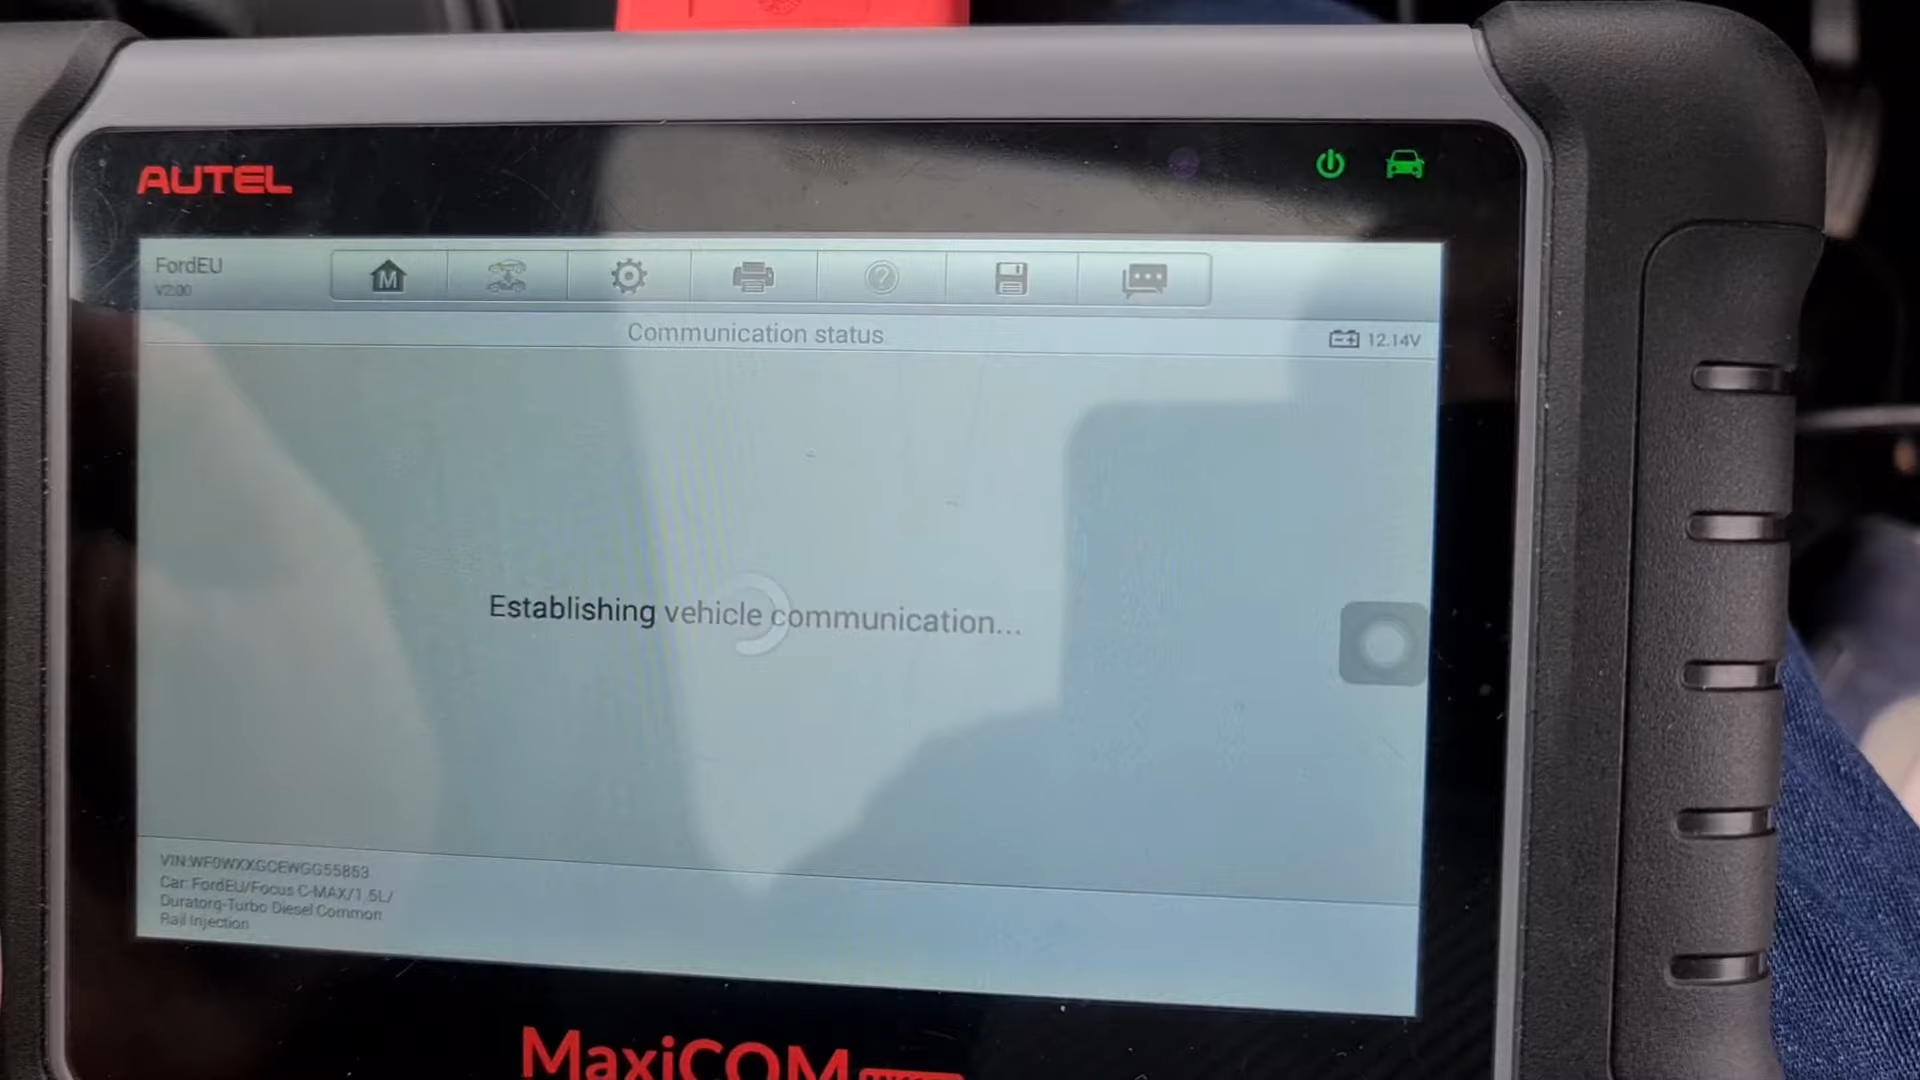 AUTEL
FordEU
V2.00
M
Communication status
12.14V
Establishing vehicle communication...
VIN:WF0WXXGCEWGG55853
Car: FordEU/Focus C-MAX/1.5L/
Duratorq-Turbo Diesel Common
Rail Injection
MaxiCOM